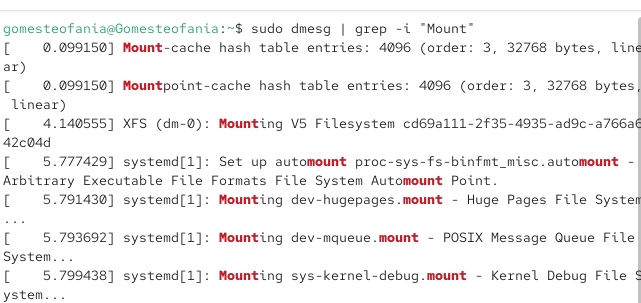 gomesteofania@Gomesteofania:~$ sudo dmesg | grep -i "Mount"
[    0.099150] Mount-cache hash table entries: 4096 (order: 3, 32768 bytes, line
ar)
[    0.099150] Mountpoint-cache hash table entries: 4096 (order: 3, 32768 bytes,
 linear)
[    4.140555] XFS (dm-0): Mounting V5 Filesystem cd69a111-2f35-4935-ad9c-a766a6
42c04d
[    5.777429] systemd[1]: Set up automount proc-sys-fs-binfmt_misc.automount -
Arbitrary Executable File Formats File System Automount Point.
[    5.791430] systemd[1]: Mounting dev-hugepages.mount - Huge Pages File System
...
[    5.793692] systemd[1]: Mounting dev-mqueue.mount - POSIX Message Queue File
System...
[    5.799438] systemd[1]: Mounting sys-kernel-debug.mount - Kernel Debug File S
ystem...